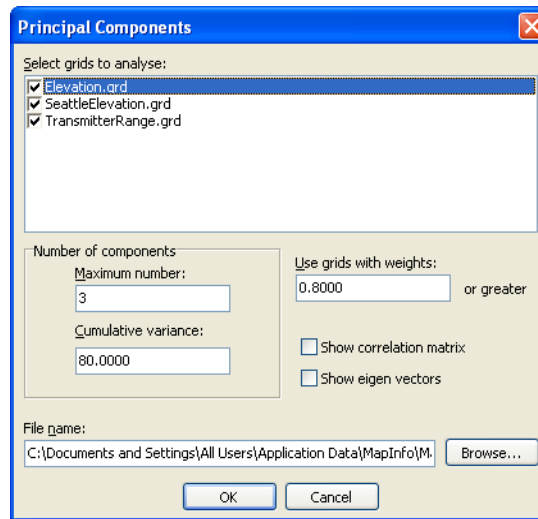 Principal Components
Select grids to analyse:
Elevation.grd
SeattleElevation.grd
TransmitterRange.grd
Number of components
Maximum number:
3
Cumulative variance:
80.0000
Use grids with weights:
0.8000 or greater
Show correlation matrix
Show eigen vectors
File name:
C:\Documents and Settings\All Users\Application Data\MapInfo\M Browse...
OK Cancel